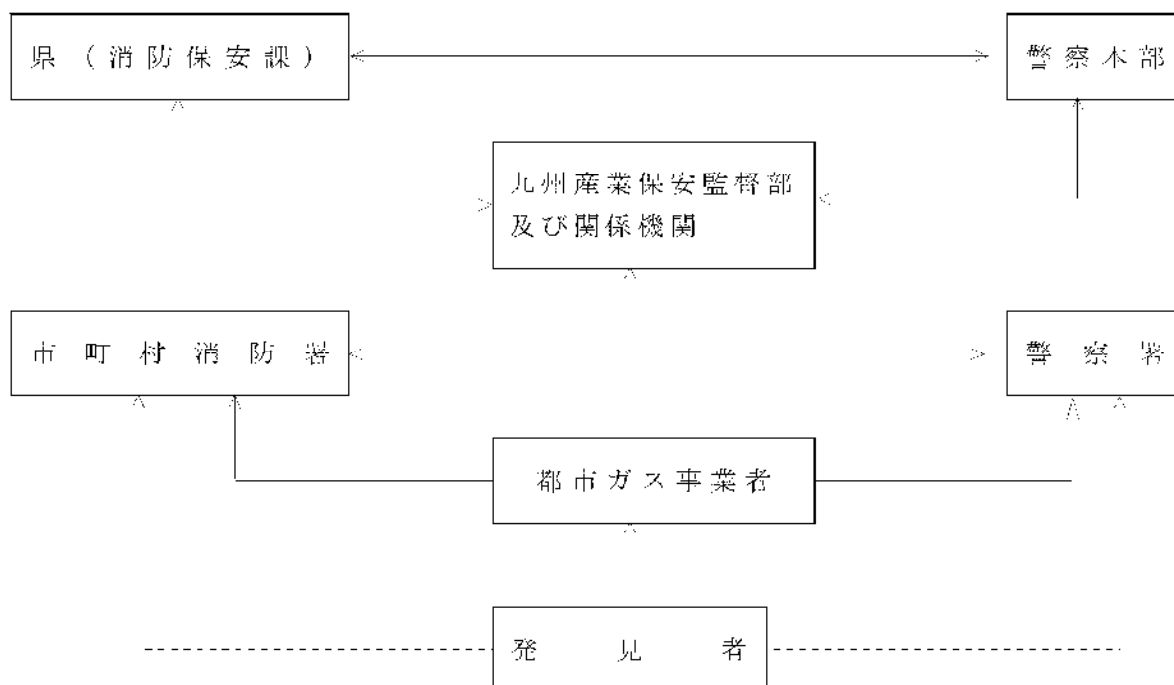 県（消防保安課）
警察本部
九州産業保安監督部
及び関係機関
市町村消防署
警察署
都市ガス事業者
発見者